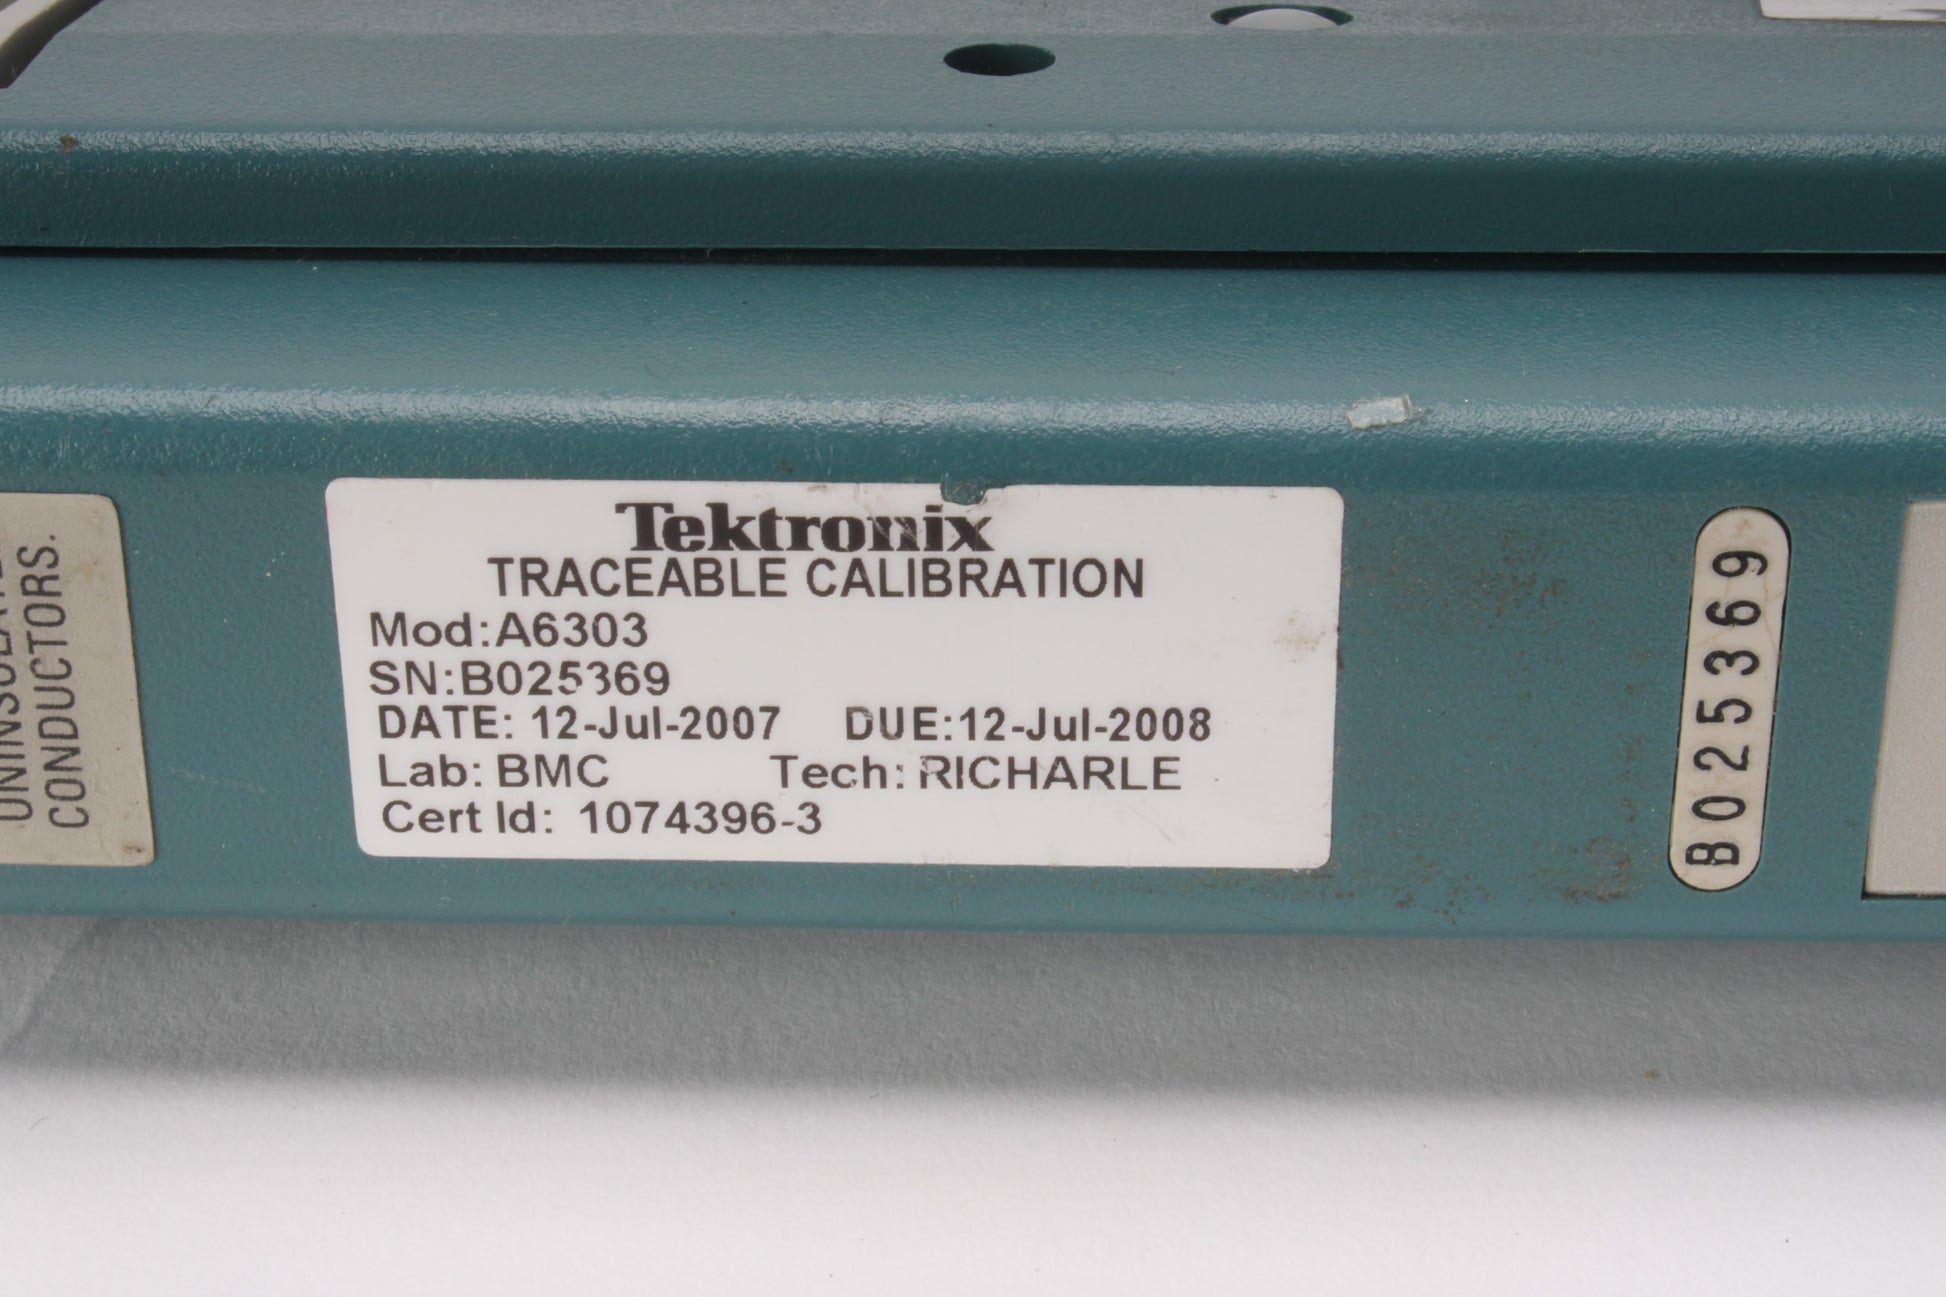 CONDUCTORS.
Tektronix
TRACEABLE CALIBRATION
Mod:A6303
SN:B025369
DATE: 12-Jul-2007 DUE:12-Jul-2008
Lab: BMC Tech: RICHARLE
Cert Id: 1074396-3
B025369